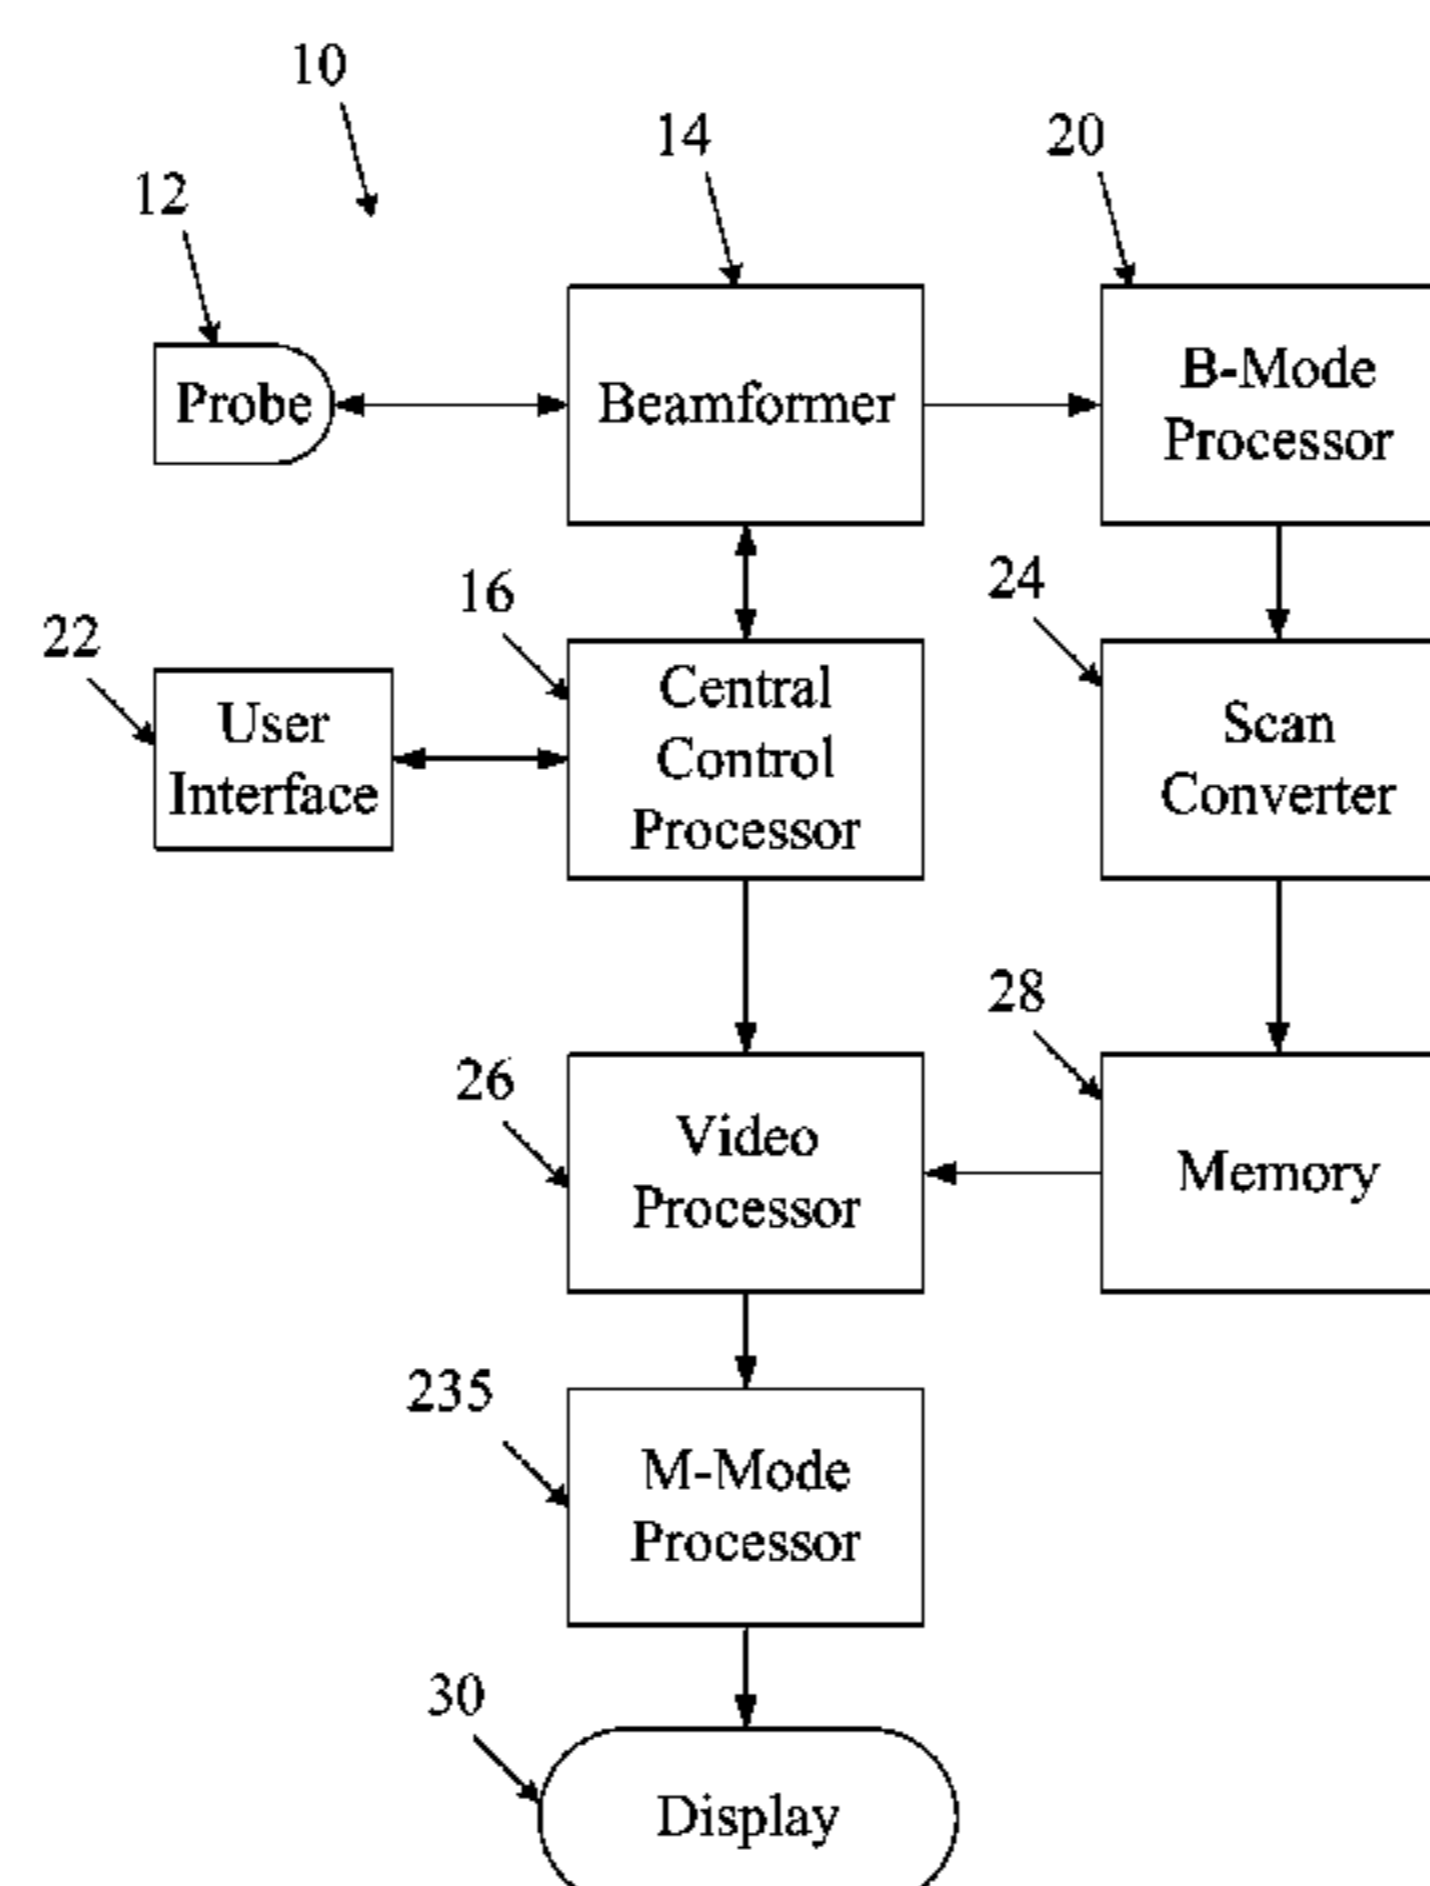 10
14
20
12
Probe
Beamformer
B-Mode
Processor
16
24
22
User
Interface
Central
Control
Processor
Scan
Converter
28
26
Video
Processor
Memory
235
M-Mode
Processor
30
Display